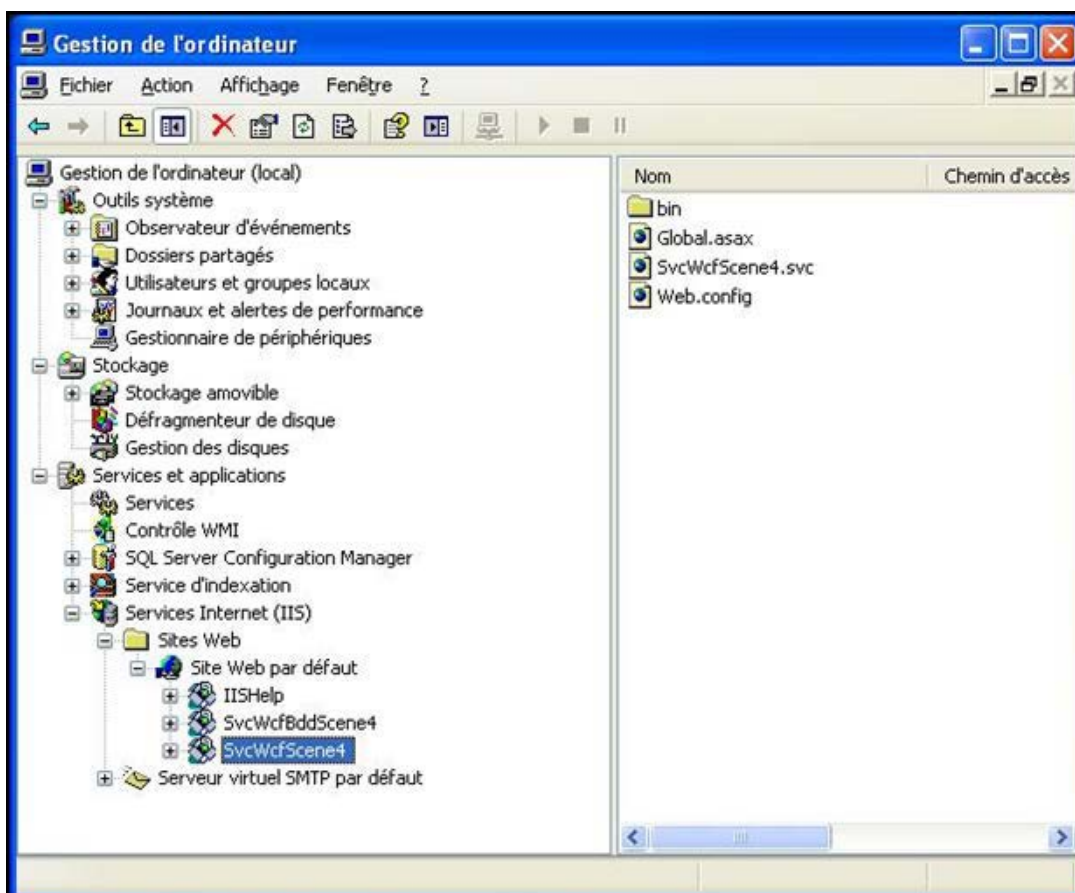 Gestion de l'ordinateur
Fichier Action Affichage Fenêtre ?
Gestion de l'ordinateur (local)
Outils système
Observateur d'événements
Dossiers partagés
Utilisateurs et groupes locaux
Journaux et alertes de performance
Gestionnaire de périphériques
Stockage
Stockage amovible
Défragmenteur de disque
Gestion des disques
Services et applications
Services
Contrôle WMI
SQL Server Configuration Manager
Service d'indexation
Services Internet (IIS)
Sites Web
Site Web par défaut
IISHelp
SvcWcfBddScene4
SvcWcfScene4
Serveur virtuel SMTP par défaut
Nom Chemin d'accès
bin
Global.asax
SvcWcfScene4.svc
Web.config